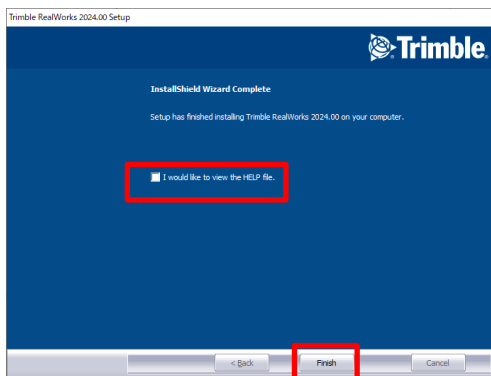 Trimble RealWorks 2024.00 Setup
Trimble.
InstallShield Wizard Complete
Setup has finished installing Trimble RealWorks 2024.00 on your computer.
I would like to view the HELP file.
< Back Finish Cancel